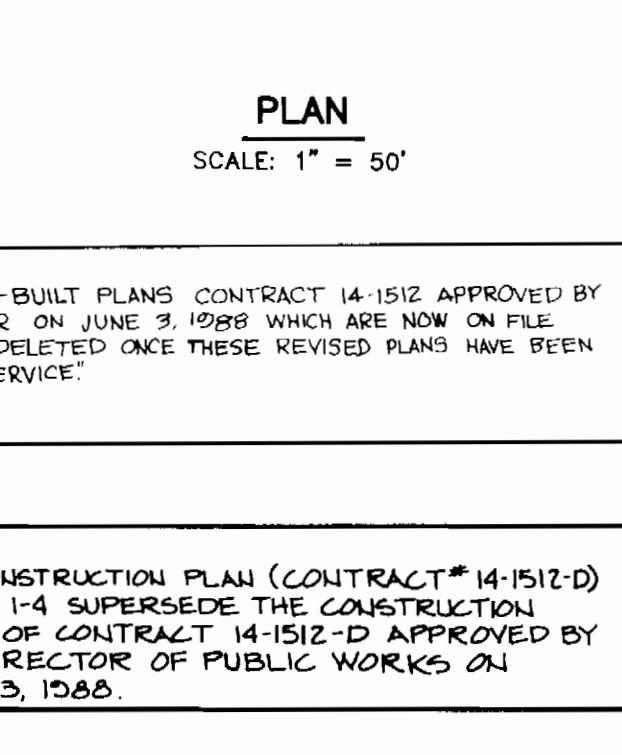 PLAN
SCALE: 1" = 50'
-BUILT PLANS CONTRACT 14-1512 APPROVED BY
R ON JUNE 3, 1988 WHICH ARE NOW ON FILE
DELETED ONCE THESE REVISED PLANS HAVE BEEN
ERVICE."
NSTRUCTION PLAN (CONTRACT# 14-1512-D)
1-4 SUPERSEDE THE CONSTRUCTION
OF CONTRACT 14-1512-D APPROVED BY
RECTOR OF PUBLIC WORKS ON
3, 1988.